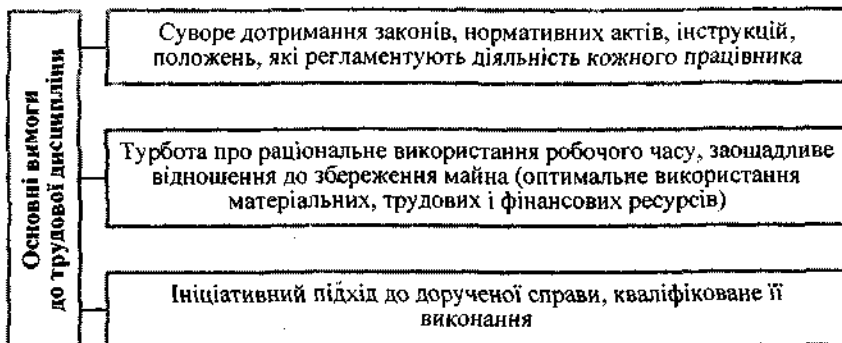 Основні вимоги
до трудової дисципліни
Суворе дотримання законів, нормативних актів, інструкцій,
положень, які регламентують діяльність кожного працівника
Турбота про раціональне використання робочого часу, заощадливе
відношення до збереження майна (оптимальне використання
матеріальних, трудових і фінансових ресурсів)
Ініціативний підхід до дорученої справи, кваліфіковане її
виконання